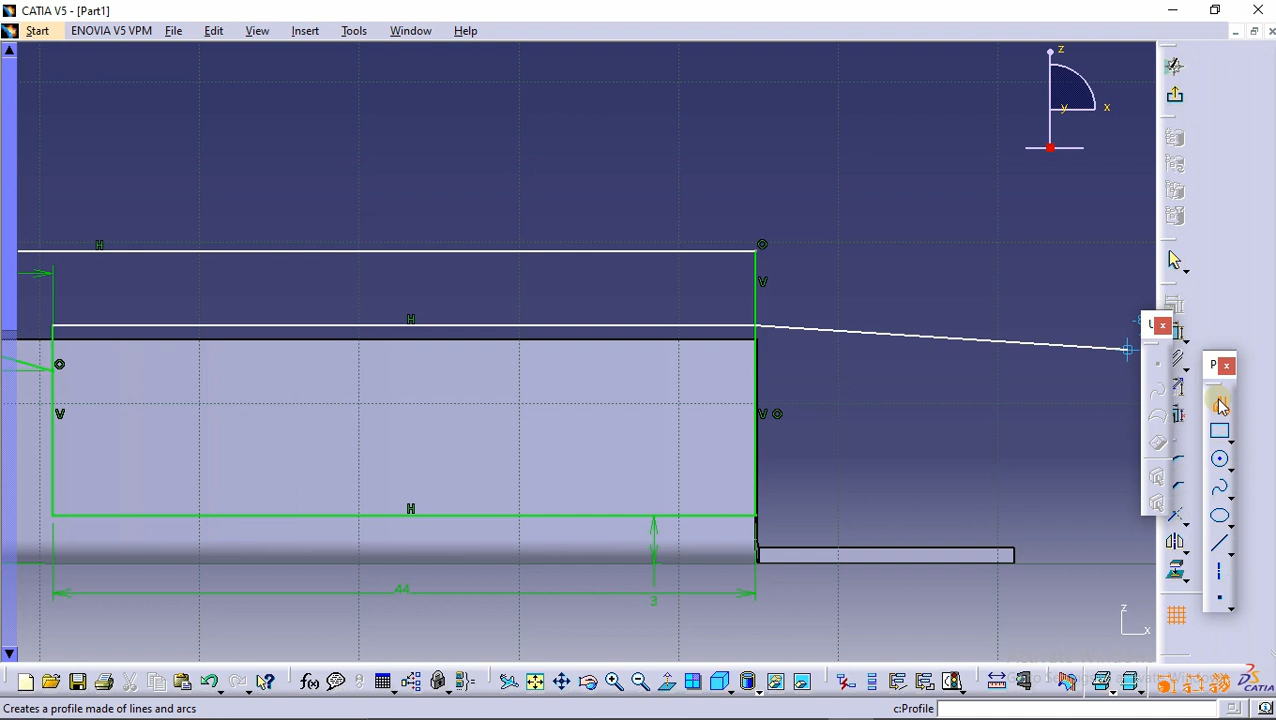 CATIA V5 - [Part1]
Start ENOVIA V5 VPM File Edit View Insert Tools Window Help
z
y x
H
V
H
V
V
H
44
3
P
z
x
f(x)
Creates a profile made of lines and arcs
c:Profile